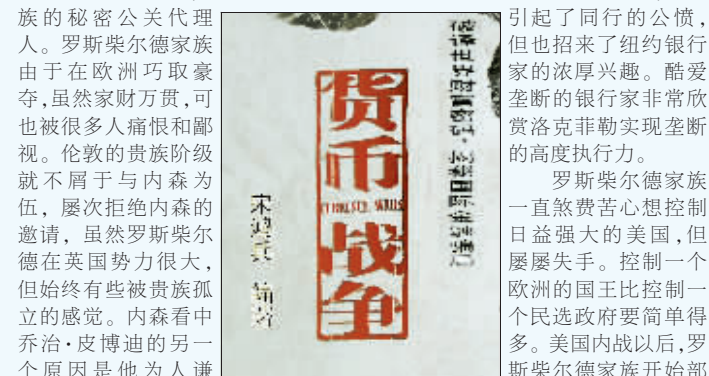 族的秘密公关代理
人。罗斯柴尔德家族
由于在欧洲巧取豪
夺,虽然家财万贯,可
也被很多人痛恨和鄙
视。伦敦的贵族阶级
就不屑于与内森为
伍，屡次拒绝内森的
邀请，虽然罗斯柴尔
德在英国势力很大，
但始终有些被贵族孤
立的感觉。内森看中
乔治·皮博迪的另一
个原因是他为人谦
货币
战争
宋鸿兵 编著
引起了同行的公愤，
但也招来了纽约银行
家的浓厚兴趣。酷爱
垄断的银行家非常欣
赏洛克菲勒实现垄断
的高度执行力。
罗斯柴尔德家族
一直煞费苦心想控制
日益强大的美国,但
屡屡失手。控制一个
欧洲的国王比控制一
个民选政府要简单得
多。美国内战以后,罗
斯柴尔德家族开始部